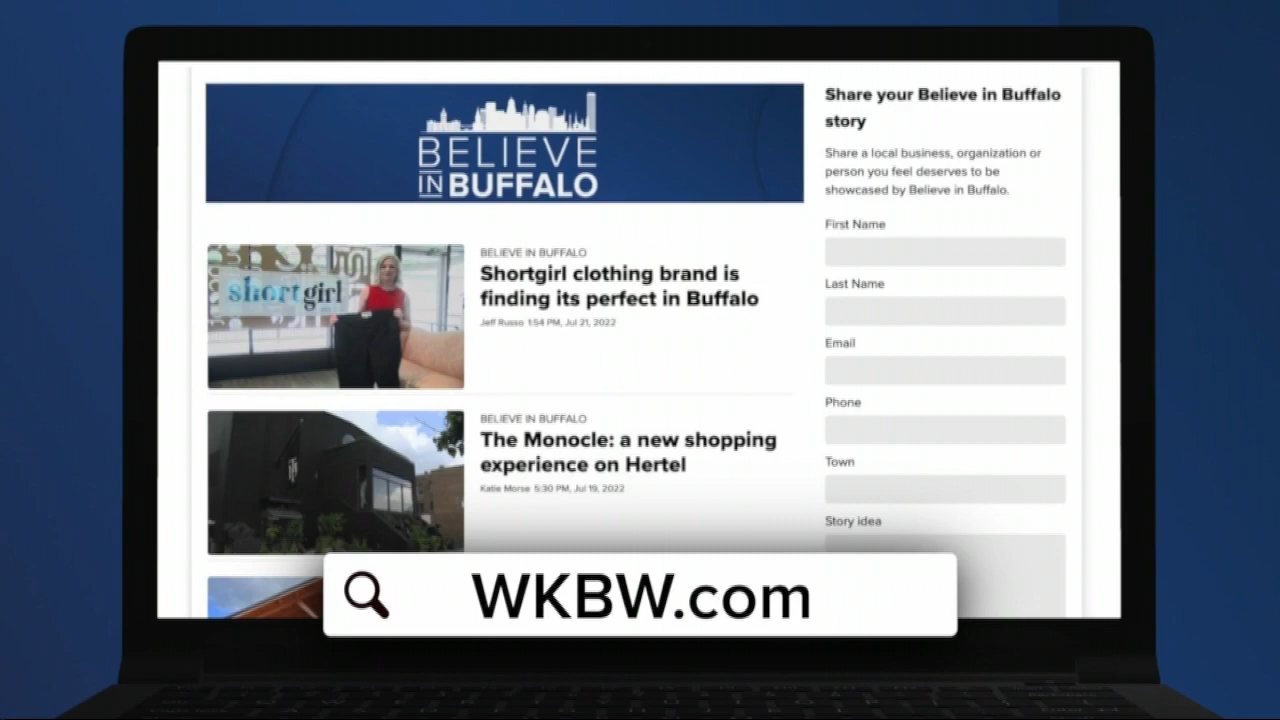 BELIEVE
IN BUFFALO
shortgirl
BELIEVE IN BUFFALO
Shortgirl clothing brand is
finding its perfect in Buffalo
Jeff Russo 1:54 PM, Jul 21, 2022
BELIEVE IN BUFFALO
The Monocle: a new shopping
experience on Hertel
Katie Morse 5:30 PM, Jul 19, 2022
Share your Believe in Buffalo
story
Share a local business, organization or
person you feel deserves to be
showcased by Believe in Buffalo.
First Name
Last Name
Email
Phone
Town
Story idea
WKBW.com